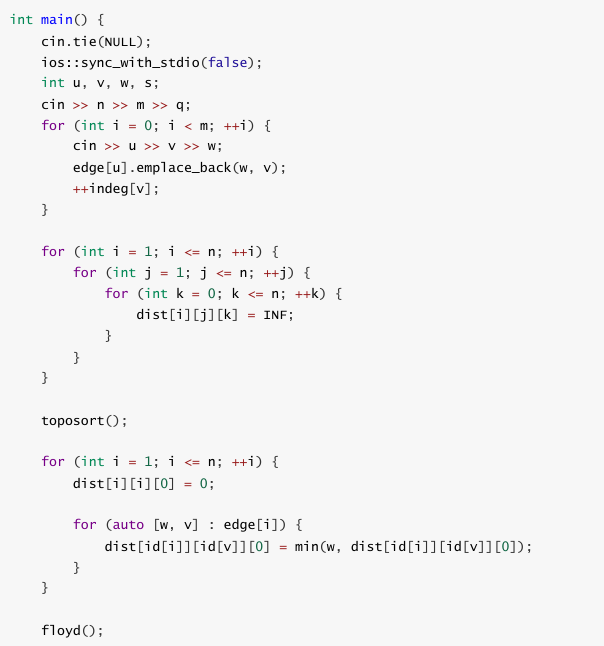 int main() {
    cin.tie(NULL);
    ios::sync_with_stdio(false);
    int u, v, w, s;
    cin >> n >> m >> q;
    for (int i = 0; i < m; ++i) {
        cin >> u >> v >> w;
        edge[u].emplace_back(w, v);
        ++indeg[v];
    }

    for (int i = 1; i <= n; ++i) {
        for (int j = 1; j <= n; ++j) {
            for (int k = 0; k <= n; ++k) {
                dist[i][j][k] = INF;
            }
        }
    }

    toposort();

    for (int i = 1; i <= n; ++i) {
        dist[i][i][0] = 0;

        for (auto [w, v] : edge[i]) {
            dist[id[i]][id[v]][0] = min(w, dist[id[i]][id[v]][0]);
        }
    }

    floyd();